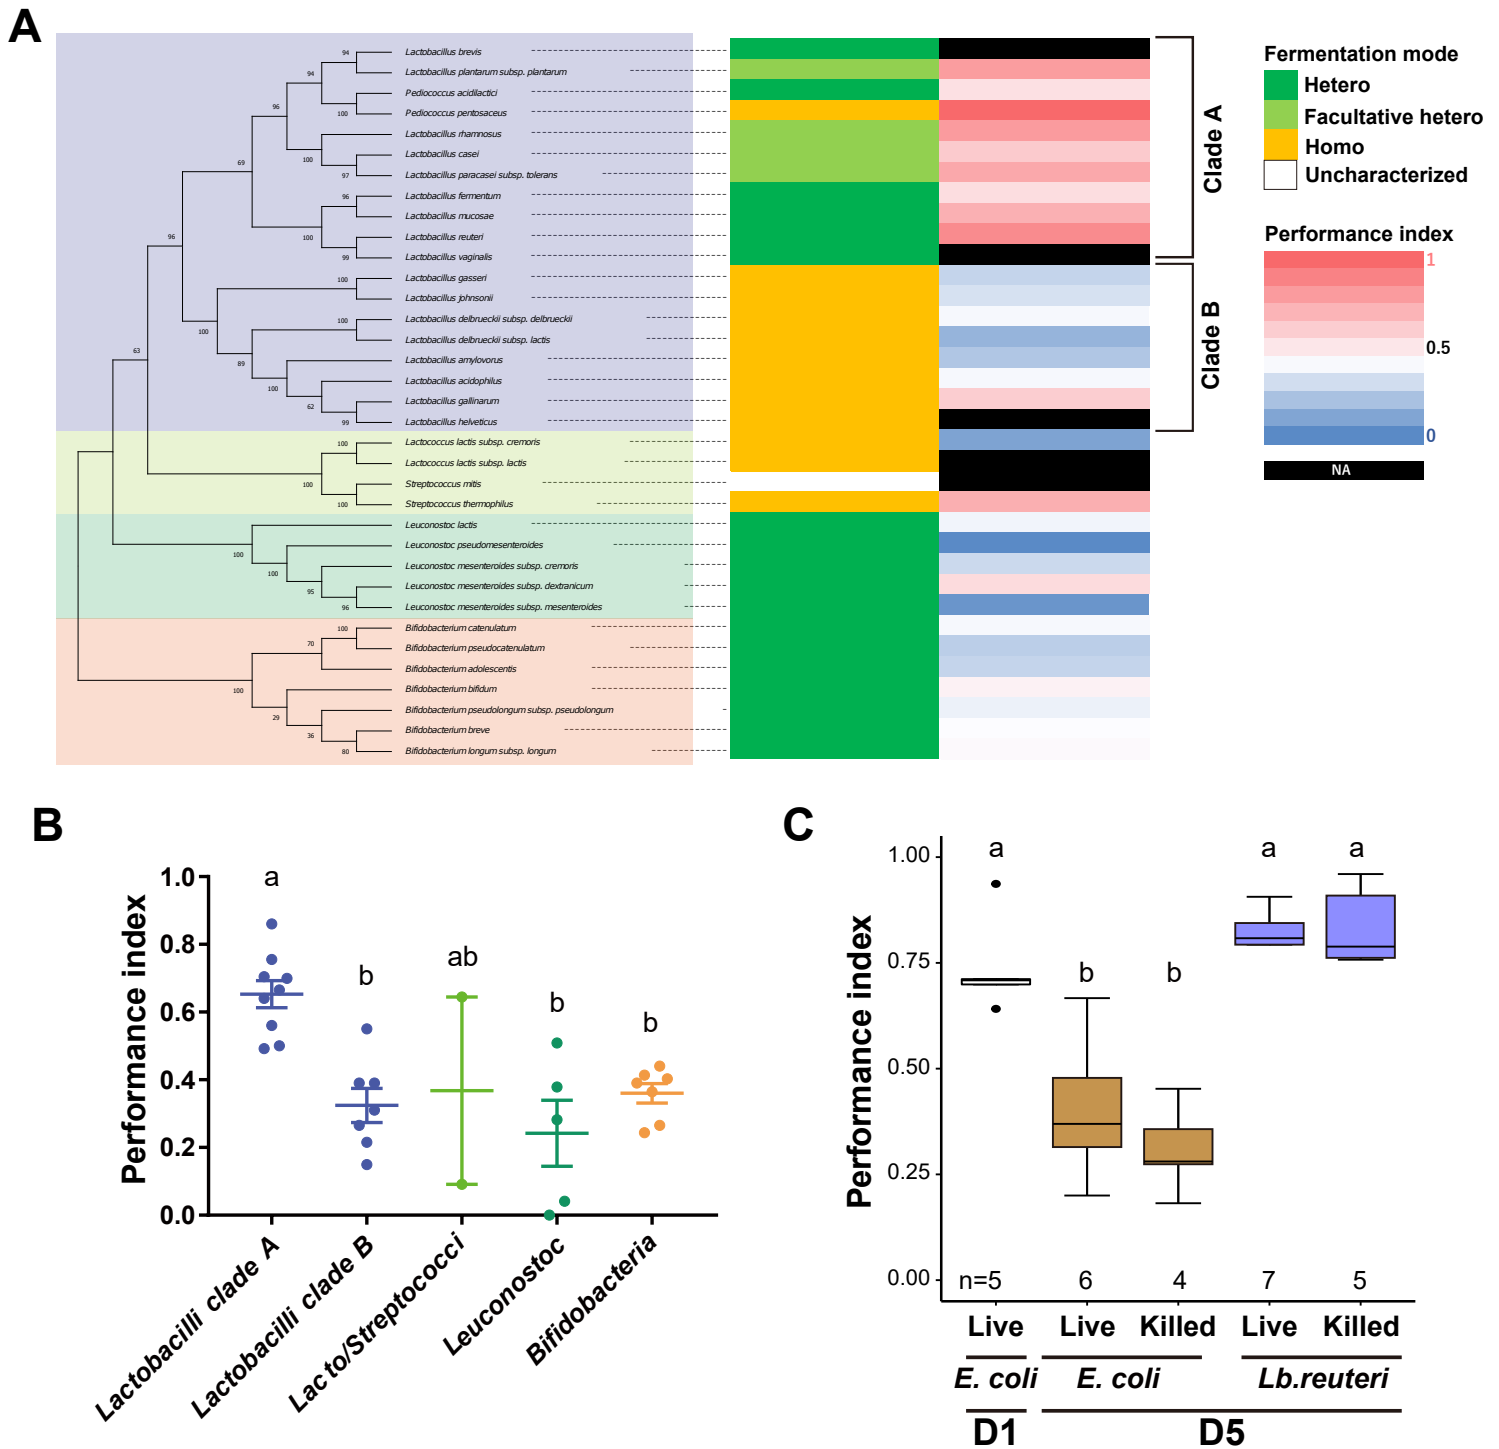 A
Lactobacillus brevis
Lactobacillus plantarum subsp. plantarum
Pediococcus acidilactici
Pediococcus pentosaceus
Lactobacillus rhamnosus
Lactobacillus casei
Lactobacillus paracasei subsp. tolerans
Lactobacillus fermentum
Lactobacillus mucosae
Lactobacillus reuteri
Lactobacillus vaginalis
Lactobacillus gasseri
Lactobacillus johnsonii
Lactobacillus delbrueckii subsp. delbrueckii
Lactobacillus delbrueckii subsp. lactis
Lactobacillus amylovorus
Lactobacillus acidophilus
Lactobacillus gallinarum
Lactobacillus helveticus
Lactococcus lactis subsp. cremoris
Lactococcus lactis subsp. lactis
Streptococcus mitis
Streptococcus thermophilus
Leuconostoc lactis
Leuconostoc pseudomesenteroides
Leuconostoc mesenteroides subsp. cremoris
Leuconostoc mesenteroides subsp. dextranicum
Leuconostoc mesenteroides subsp. mesenteroides
Bifidobacterium catenulatum
Bifidobacterium pseudocatenulatum
Bifidobacterium adolescentis
Bifidobacterium bifidum
Bifidobacterium pseudolongum subsp. pseudolongum
Bifidobacterium breve
Bifidobacterium longum subsp. longum
94
94
100
96
69
100
97
96
100
99
96
100
100
100
89
100
62
99
63
100
100
100
100
100
95
96
100
70
100
29
36
80
Clade A
Clade B
Fermentation mode
Hetero
Facultative hetero
Homo
Uncharacterized
Performance index
1
0.5
0
NA
B
Performance index
1.0
0.8
0.6
0.4
0.2
0.0
a
b
ab
b
b
Lactobacilli clade A
Lactobacilli clade B
Lacto/Streptococci
Leuconostoc
Bifidobacteria
C
Performance index
1.00
0.75
0.50
0.25
0.00
a
b
b
a
a
n=5 6 4 7 5
Live Live Killed Live Killed
E. coli E. coli Lb.reuteri
D1 D5